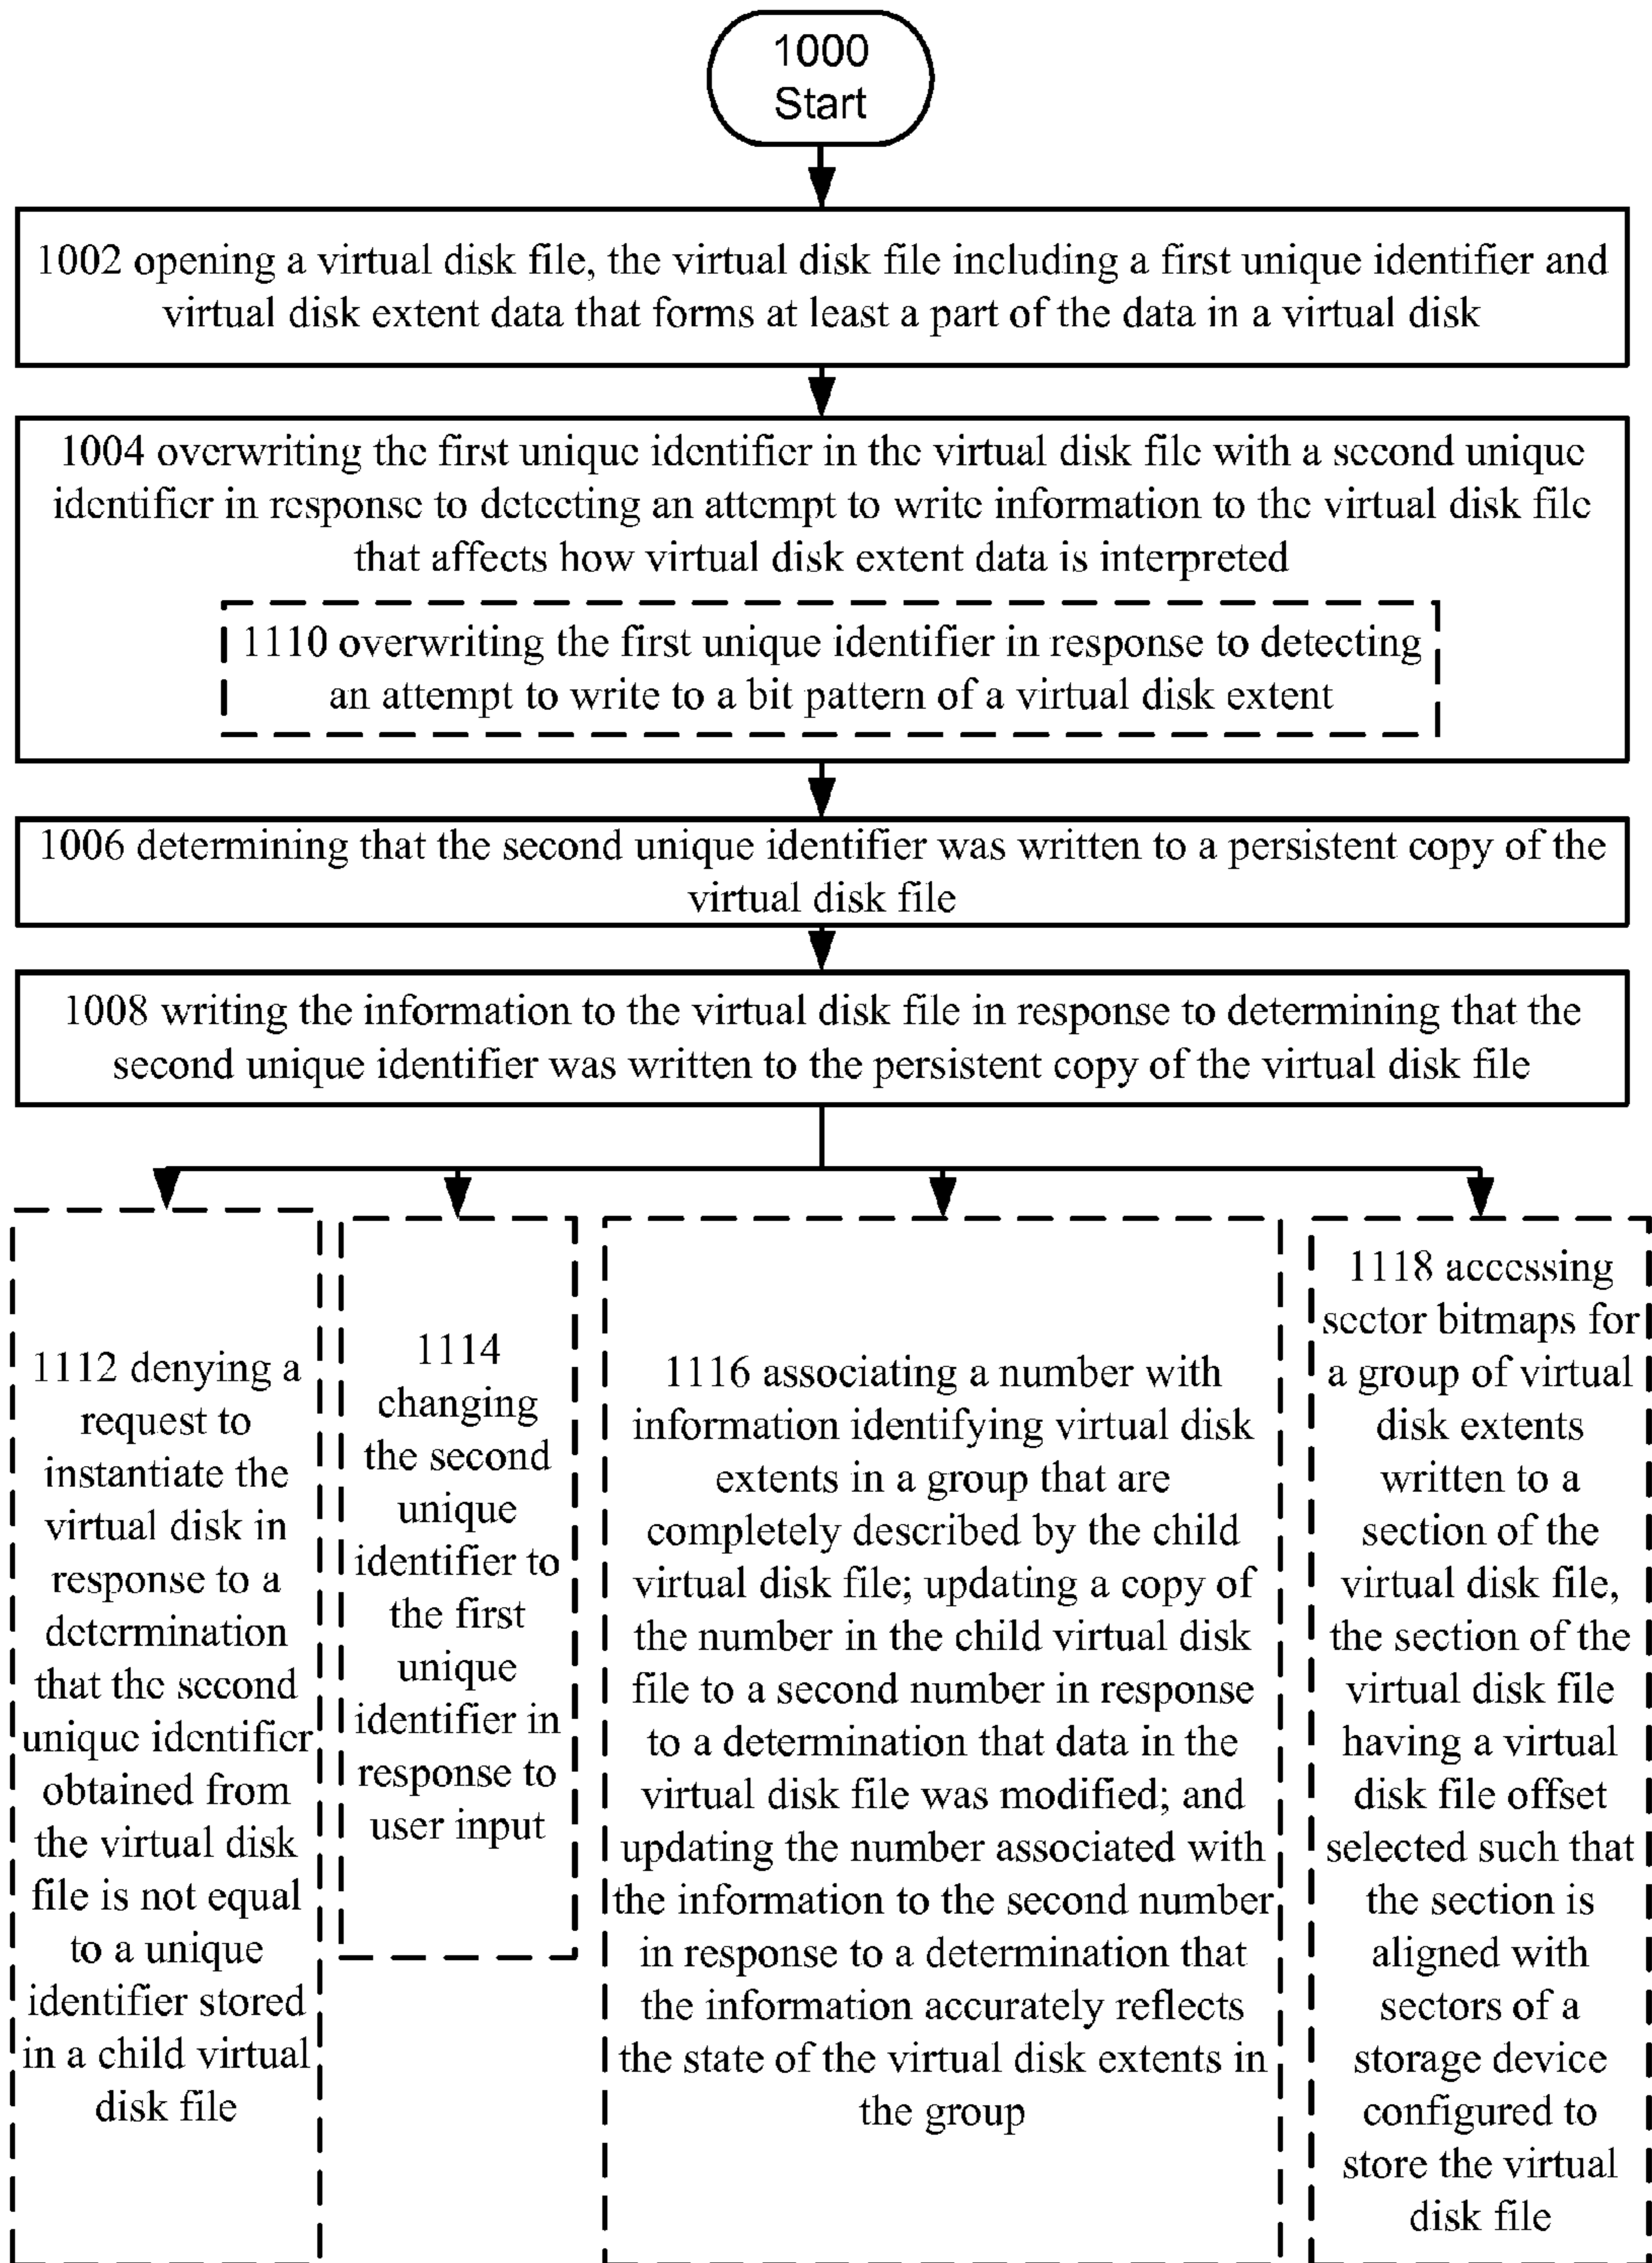 1000
Start
1002 opening a virtual disk file, the virtual disk file including a first unique identifier and
virtual disk extent data that forms at least a part of the data in a virtual disk
1004 overwriting the first unique identifier in the virtual disk file with a second unique
identifier in response to detecting an attempt to write information to the virtual disk file
that affects how virtual disk extent data is interpreted
1110 overwriting the first unique identifier in response to detecting
an attempt to write to a bit pattern of a virtual disk extent
1006 determining that the second unique identifier was written to a persistent copy of the
virtual disk file
1008 writing the information to the virtual disk file in response to determining that the
second unique identifier was written to the persistent copy of the virtual disk file
1112 denying a
request to
instantiate the
virtual disk in
response to a
determination
that the second
unique identifier
obtained from
the virtual disk
file is not equal
to a unique
identifier stored
in a child virtual
disk file
1114
changing
the second
unique
identifier to
the first
unique
identifier in
response to
user input
1116 associating a number with
information identifying virtual disk
extents in a group that are
completely described by the child
virtual disk file; updating a copy of
the number in the child virtual disk
file to a second number in response
to a determination that data in the
virtual disk file was modified; and
updating the number associated with
the information to the second number
in response to a determination that
the information accurately reflects
the state of the virtual disk extents in
the group
1118 accessing
sector bitmaps for
a group of virtual
disk extents
written to a
section of the
virtual disk file,
the section of the
virtual disk file
having a virtual
disk file offset
selected such that
the section is
aligned with
sectors of a
storage device
configured to
store the virtual
disk file